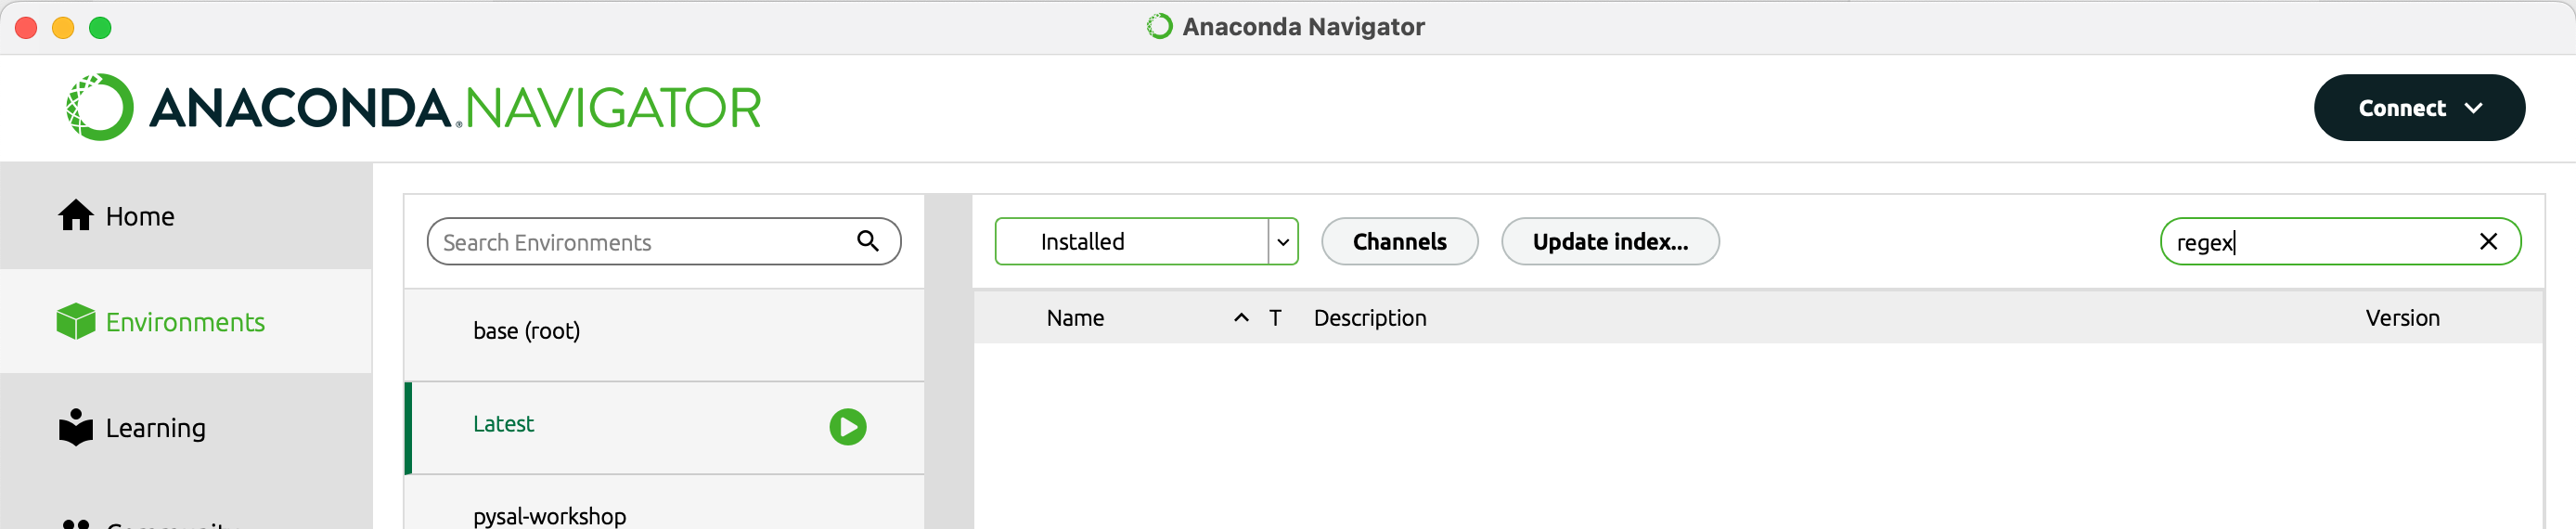 Anaconda Navigator
ANACONDA.NAVIGATOR
Connect
Home
Environments
Learning
Search Environments
base (root)
Latest
pysal-workshop
Installed
Channels
Update index...
regex
Name T Description Version